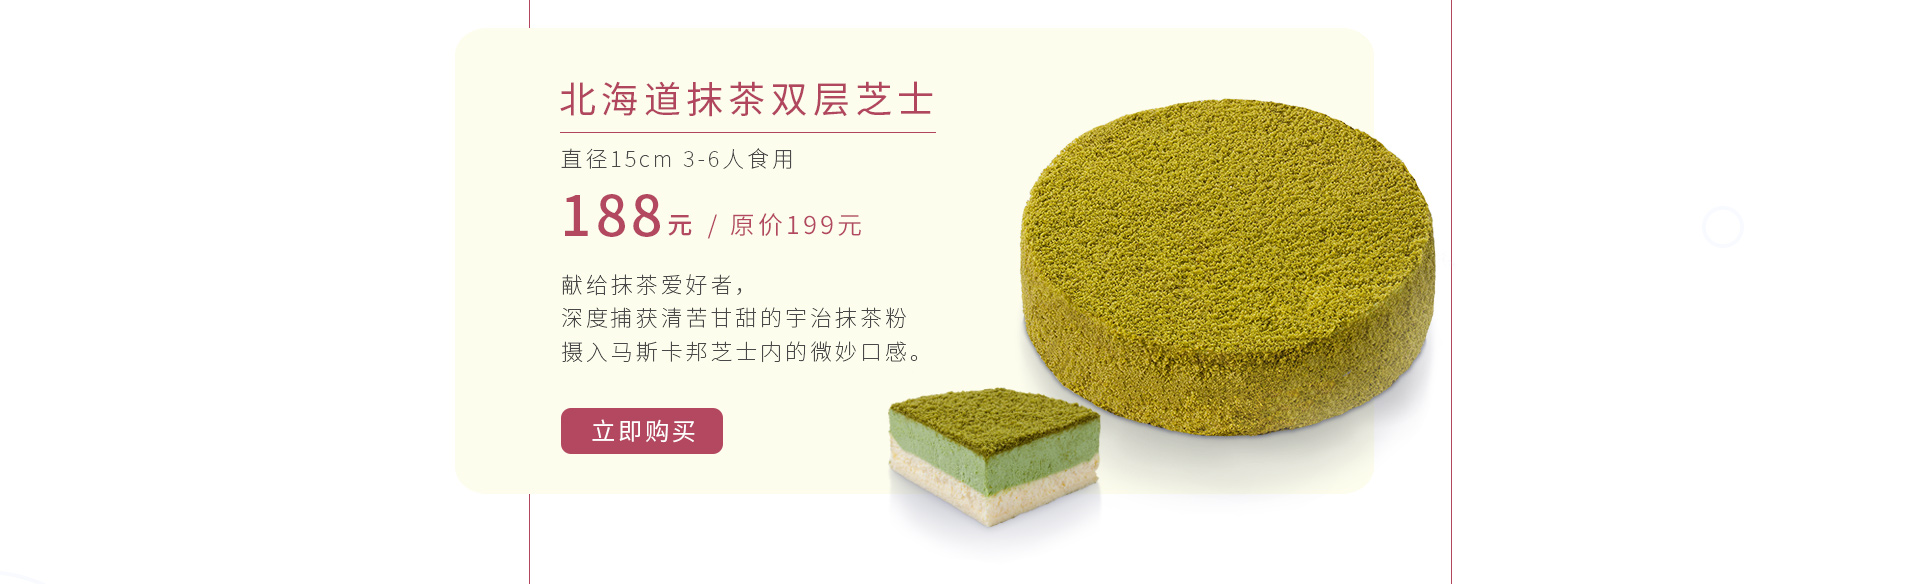 北海道抹茶双层芝士
直径15cm 3-6人食用
188元 / 原价199元
献给抹茶爱好者，
深度捕获清苦甘甜的宇治抹茶粉
摄入马斯卡邦芝士内的微妙口感。
立即购买